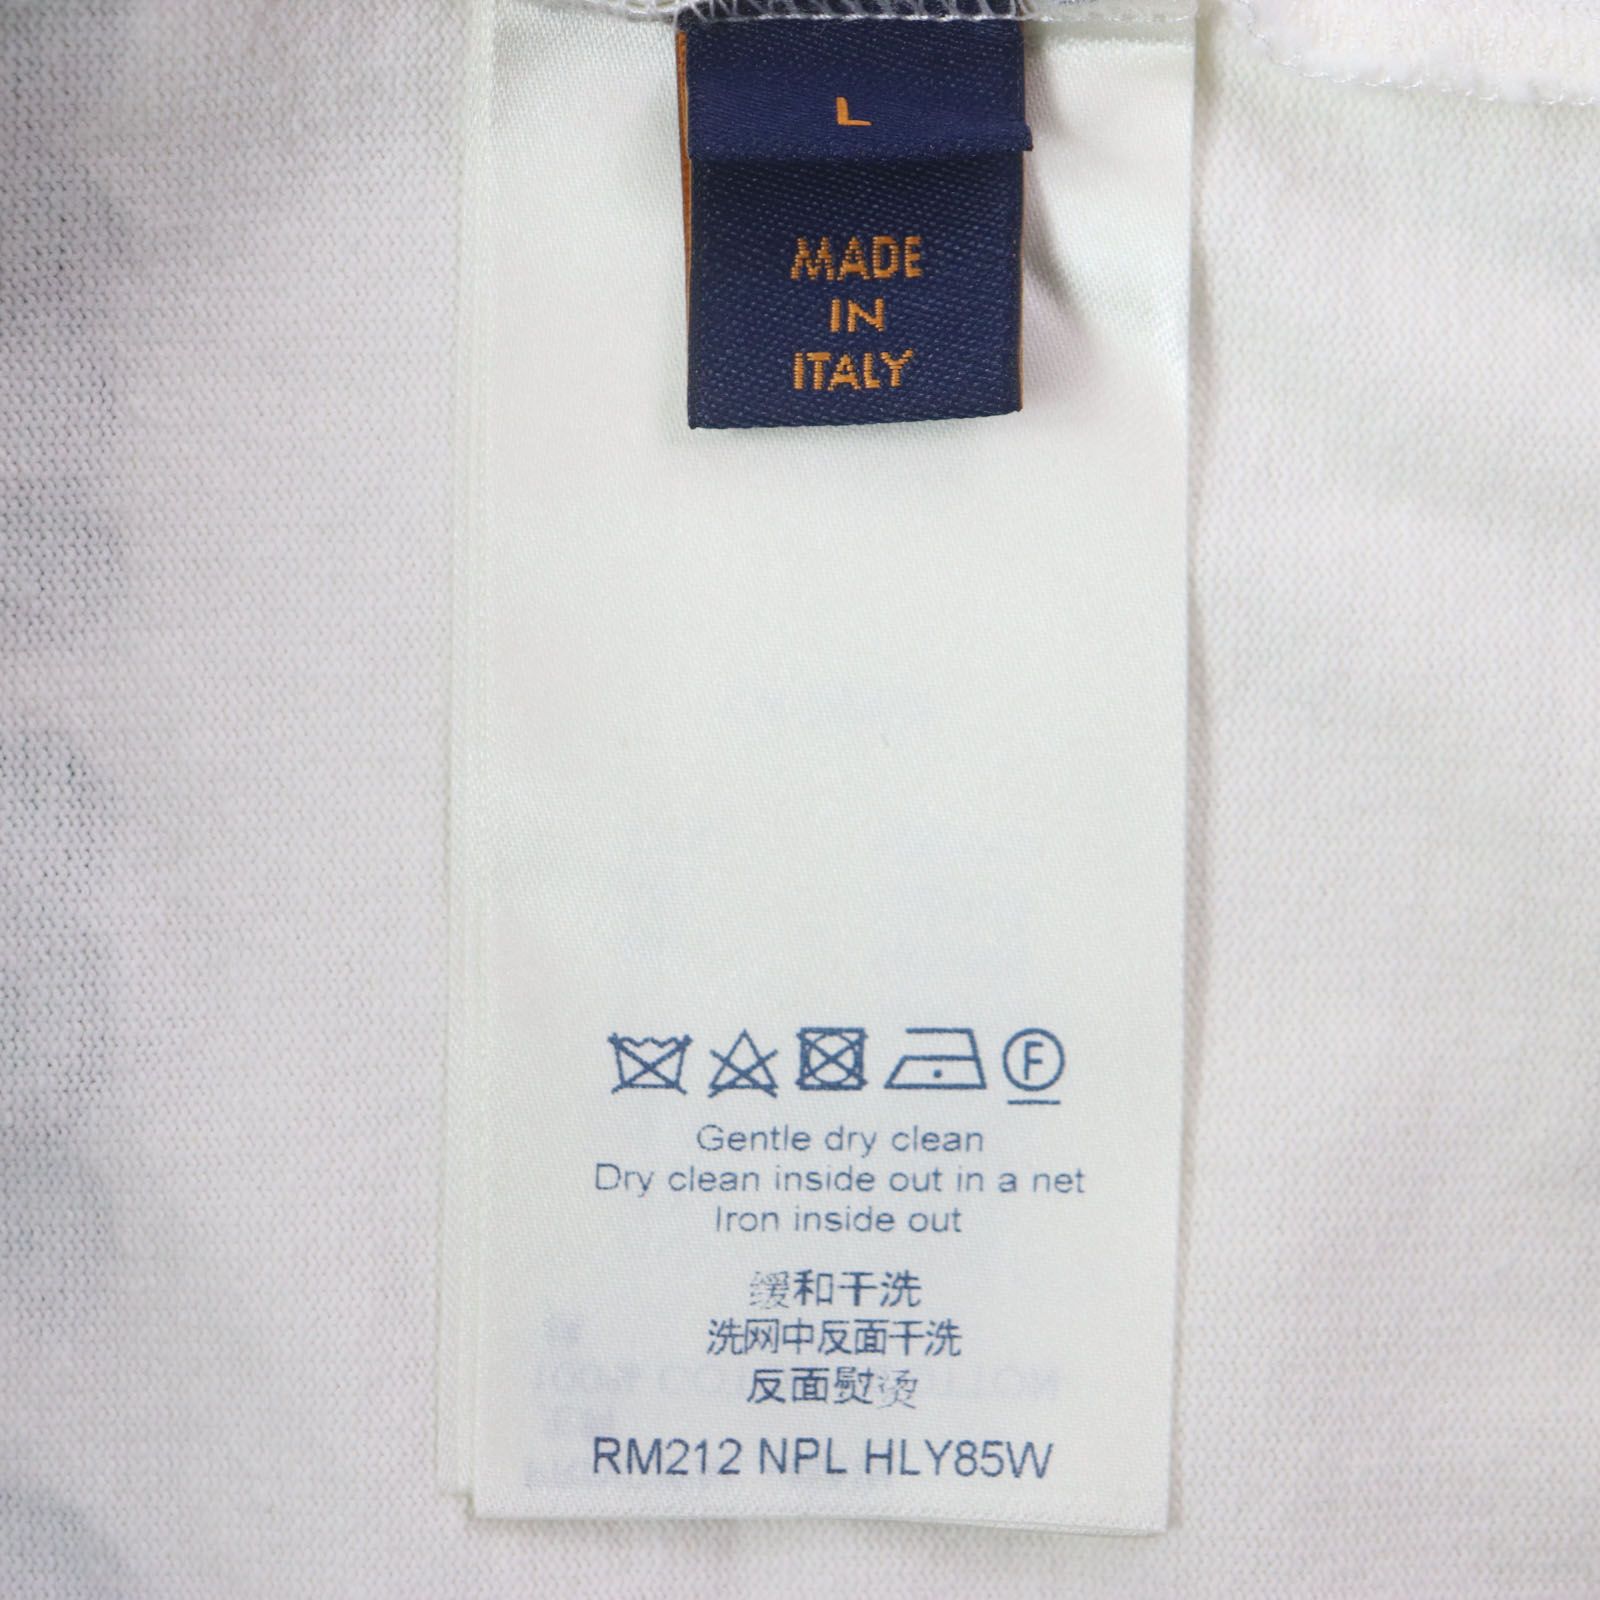 L
MADE
IN
ITALY
F
Gentle dry clean
Dry clean inside out in a net
Iron inside out
缓和干洗
洗网中反面干洗
反面熨烫
RM212 NPL HLY85W